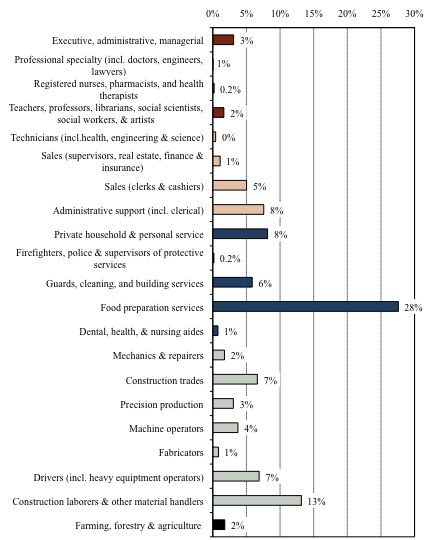 0% 5% 10% 15% 20% 25% 30%
Executive, administrative, managerial 3%
Professional specialty (incl. doctors, engineers,
lawyers) 1%
Registered nurses, pharmacists, and health
therapists 0.2%
Teachers, professors, librarians, social scientists,
social workers, & artists 2%
Technicians (incl.health, engineering & science) 0%
Sales (supervisors, real estate, finance &
insurance) 1%
Sales (clerks & cashiers) 5%
Administrative support (incl. clerical) 8%
Private household & personal service 8%
Firefighters, police & supervisors of protective
services 0.2%
Guards, cleaning, and building services 6%
Food preparation services 28%
Dental, health, & nursing aides 1%
Mechanics & repairers 2%
Construction trades 7%
Precision production 3%
Machine operators 4%
Fabricators 1%
Drivers (incl. heavy equiptment operators) 7%
Construction laborers & other material handlers 13%
Farming, forestry & agriculture 2%